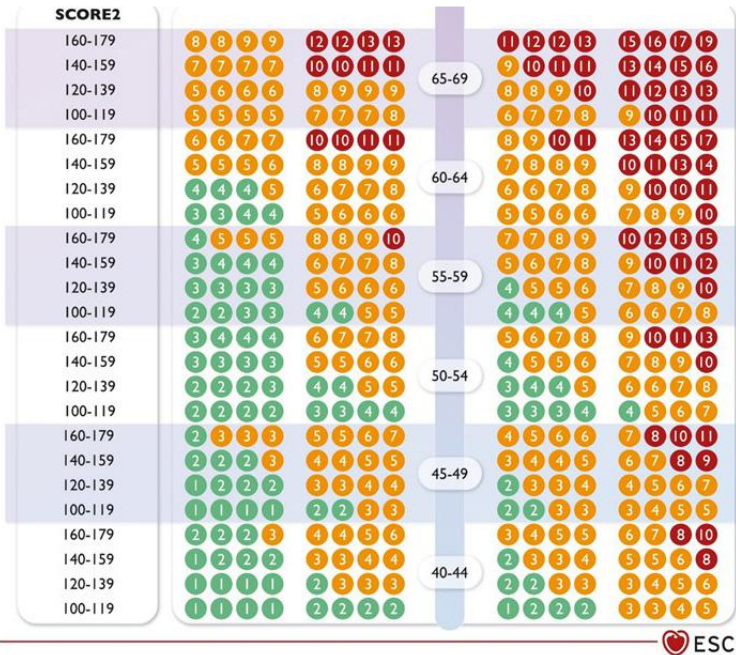 SCORE2
160-179 8 8 9 9 12 12 13 13 11 12 12 13 15 16 17 19
140-159 7 7 7 7 10 10 11 11 9 10 11 11 13 14 15 16
65-69
120-139 5 6 6 6 8 9 9 9 8 8 9 10 11 12 13 13
100-119 5 5 5 5 7 7 7 8 6 7 7 8 9 10 11 11
160-179 6 6 7 7 10 10 11 11 8 9 10 11 13 14 15 17
140-159 5 5 5 6 8 8 9 9 7 8 8 9 10 11 13 14
60-64
120-139 4 4 4 5 6 7 7 8 6 6 7 8 9 10 10 11
100-119 3 3 4 4 5 6 6 6 5 5 6 6 7 8 9 10
160-179 4 5 5 5 8 8 9 10 7 7 8 9 10 12 13 15
140-159 3 4 4 4 6 7 7 8 5 6 7 8 9 10 11 12
55-59
120-139 3 3 3 3 5 6 6 6 4 5 5 6 7 8 9 10
100-119 2 2 3 3 4 4 5 5 4 4 4 5 6 6 7 8
160-179 3 4 4 4 6 7 7 8 5 6 7 8 9 10 11 13
140-159 3 3 3 3 5 5 6 6 4 5 5 6 7 8 9 10
50-54
120-139 2 2 2 3 4 4 5 5 3 4 4 5 6 6 7 8
100-119 2 2 2 2 3 3 4 4 3 3 3 4 4 5 6 7
160-179 2 3 3 3 5 5 6 7 4 5 6 6 7 8 10 11
140-159 2 2 2 3 4 4 5 5 3 4 4 5 6 7 8 9
45-49
120-139 1 2 2 2 3 3 4 4 2 3 3 4 4 5 6 7
100-119 1 1 1 1 2 2 3 3 2 2 3 3 3 4 5 5
160-179 2 2 2 3 4 4 5 6 3 4 5 5 6 7 8 10
140-159 1 2 2 2 3 3 4 4 2 3 3 4 5 5 6 8
40-44
120-139 1 1 1 1 2 3 3 3 2 2 3 3 3 4 5 6
100-119 1 1 1 1 2 2 2 2 1 2 2 2 3 3 4 5
ESC